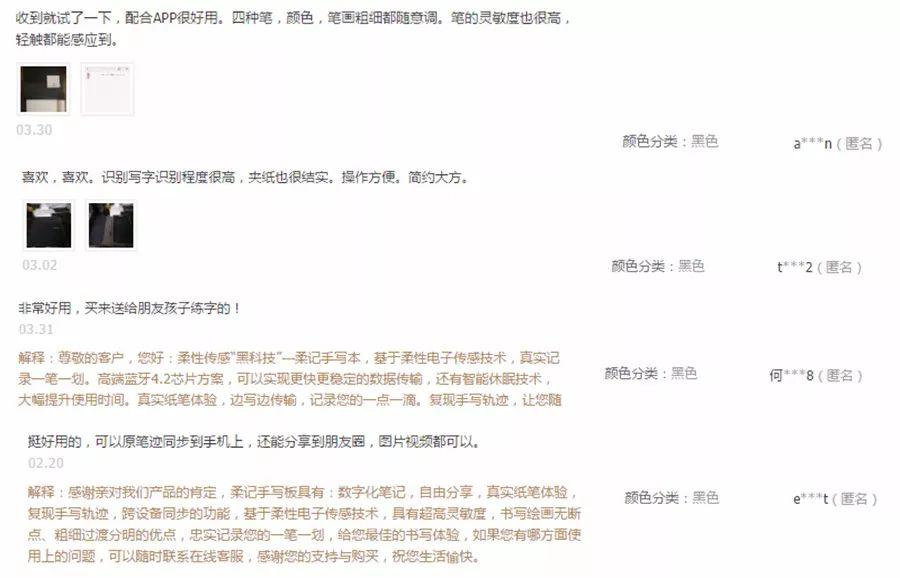 收到就试了一下，配合APP很好用。四种笔，颜色，笔画粗细都随意调。笔的灵敏度也很高，
轻触都能感应到。
03.30
颜色分类：黑色
a***n（匿名）
喜欢，喜欢。识别写字识别程度很高，夹纸也很结实。操作方便。简约大方。
03.02
颜色分类：黑色
t***2（匿名）
非常好用，买来送给朋友孩子练字的！
03.31
解释：尊敬的客户，您好：柔性传感“黑科技”---柔记手写本，基于柔性电子传感技术，真实记
录一笔一划。高端蓝牙4.2芯片方案，可以实现更快更稳定的数据传输，还有智能休眠技术，
大幅提升使用时间。真实纸笔体验，边写边传输，记录您的一点一滴。复现手写轨迹，让您随
颜色分类：黑色
何***8（匿名）
挺好用的，可以原笔迹同步到手机上，还能分享到朋友圈，图片视频都可以。
02.20
解释：感谢亲对我们产品的肯定，柔记手写板具有：数字化笔记，自由分享，真实纸笔体验，
复现手写轨迹，跨设备同步的功能，基于柔性电子传感技术，具有超高灵敏度，书写绘画无断
点、粗细过渡分明的优点，忠实记录您的一笔一划，给您最佳的书写体验，如果您有哪方面使
用上的问题，可以随时联系在线客服，感谢您的支持与购买，祝您生活愉快。
颜色分类：黑色
e***t（匿名）